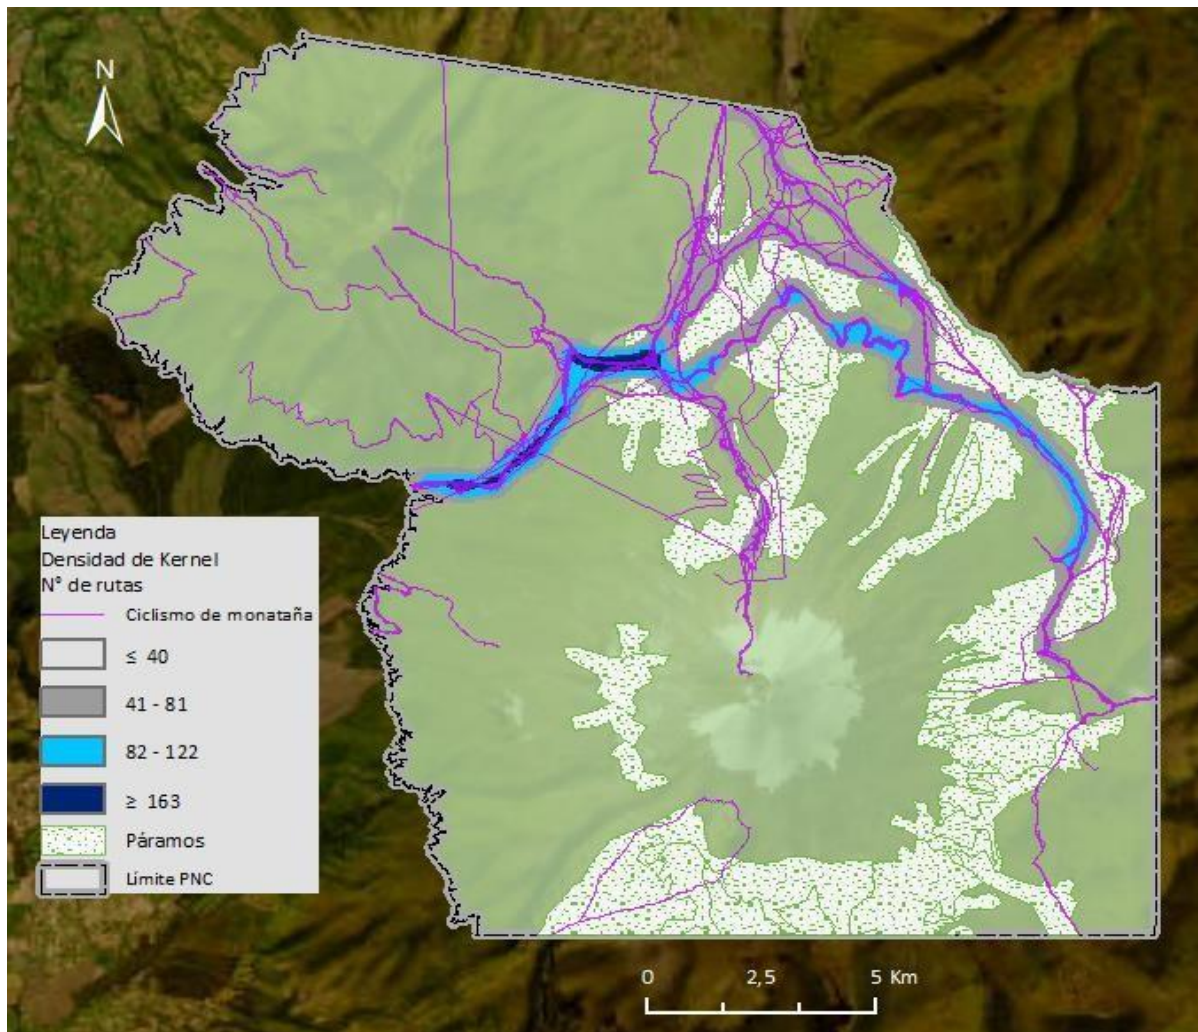 N
Leyenda
Densidad de Kernel
N° de rutas
Ciclismo de monataña
≤ 40
41 - 81
82 - 122
≥ 163
Páramos
Límite PNC
0 2,5 5 Km